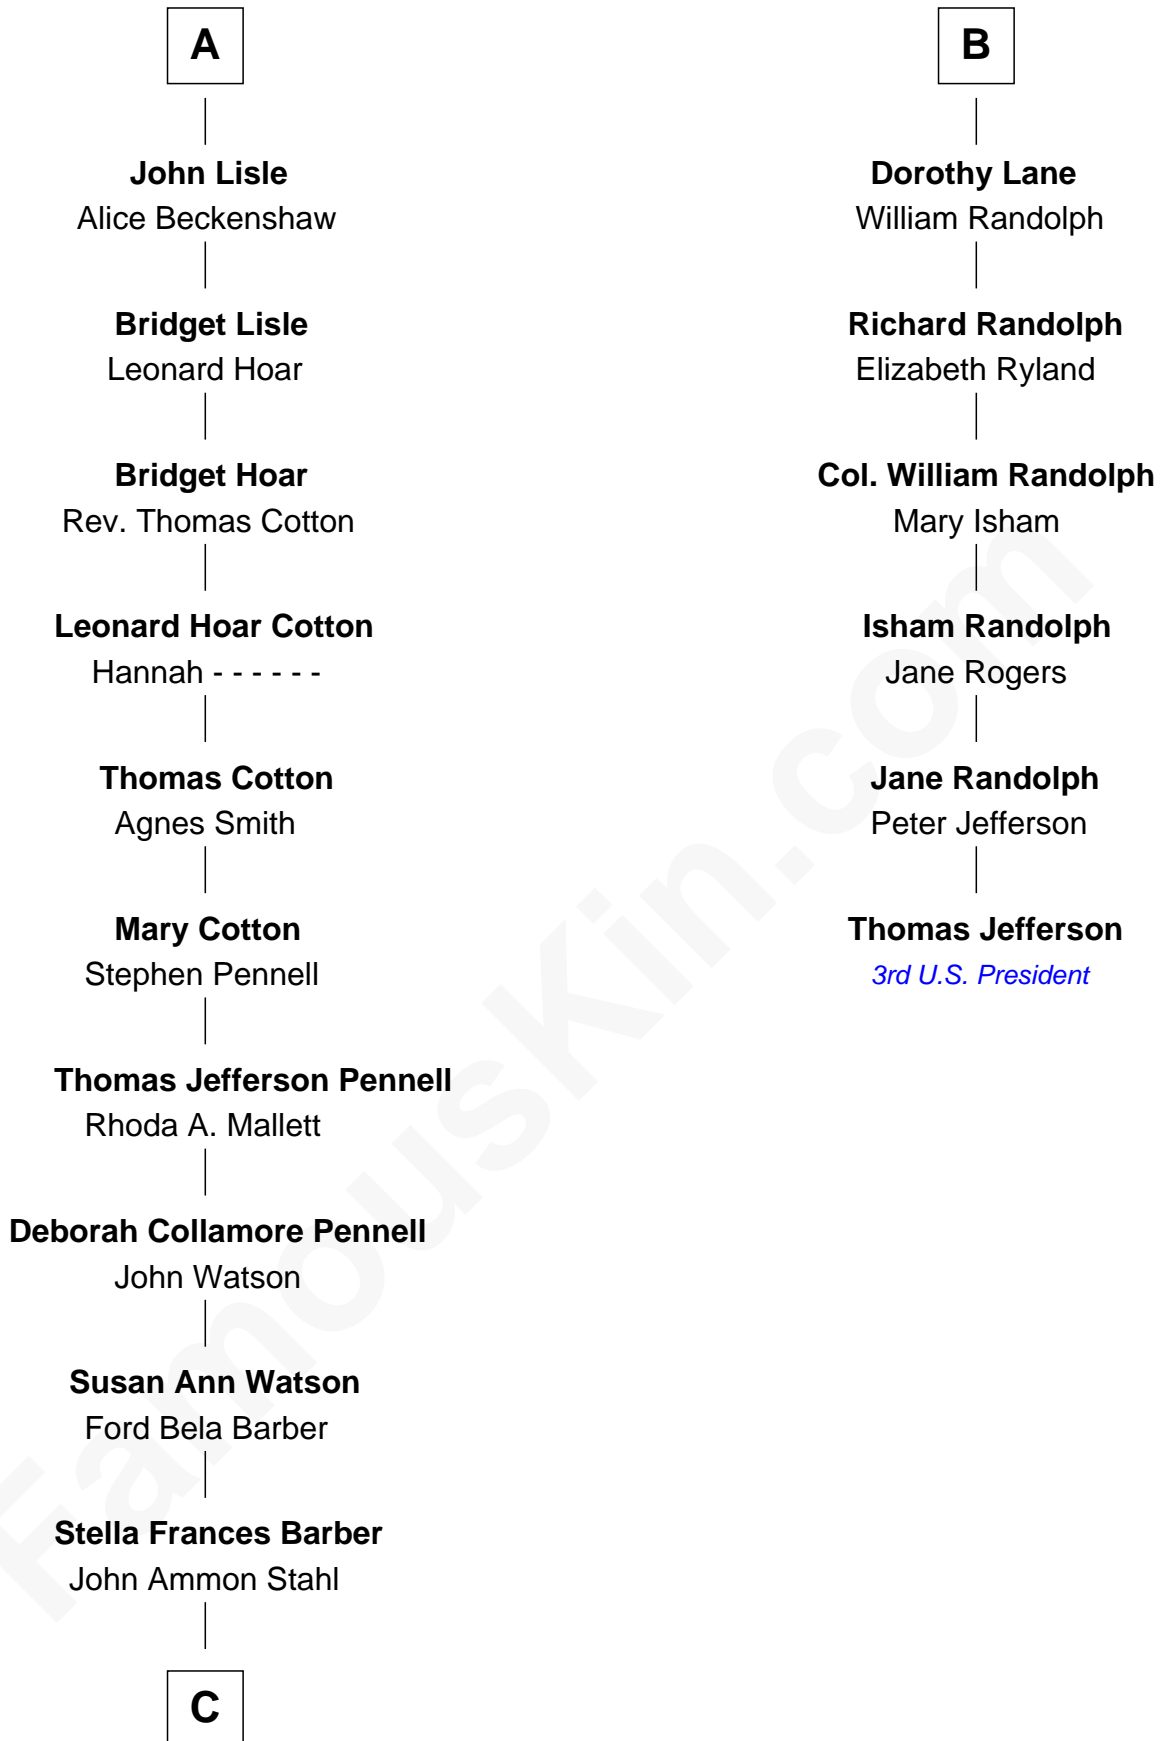 A
John Lisle
Alice Beckenshaw
Bridget Lisle
Leonard Hoar
Bridget Hoar
Rev. Thomas Cotton
Leonard Hoar Cotton
Hannah - - - - - -
Thomas Cotton
Agnes Smith
Mary Cotton
Stephen Pennell
Thomas Jefferson Pennell
Rhoda A. Mallett
Deborah Collamore Pennell
John Watson
Susan Ann Watson
Ford Bela Barber
Stella Frances Barber
John Ammon Stahl
C
B
Dorothy Lane
William Randolph
Richard Randolph
Elizabeth Ryland
Col. William Randolph
Mary Isham
Isham Randolph
Jane Rogers
Jane Randolph
Peter Jefferson
Thomas Jefferson
3rd U.S. President
FamousKin.com